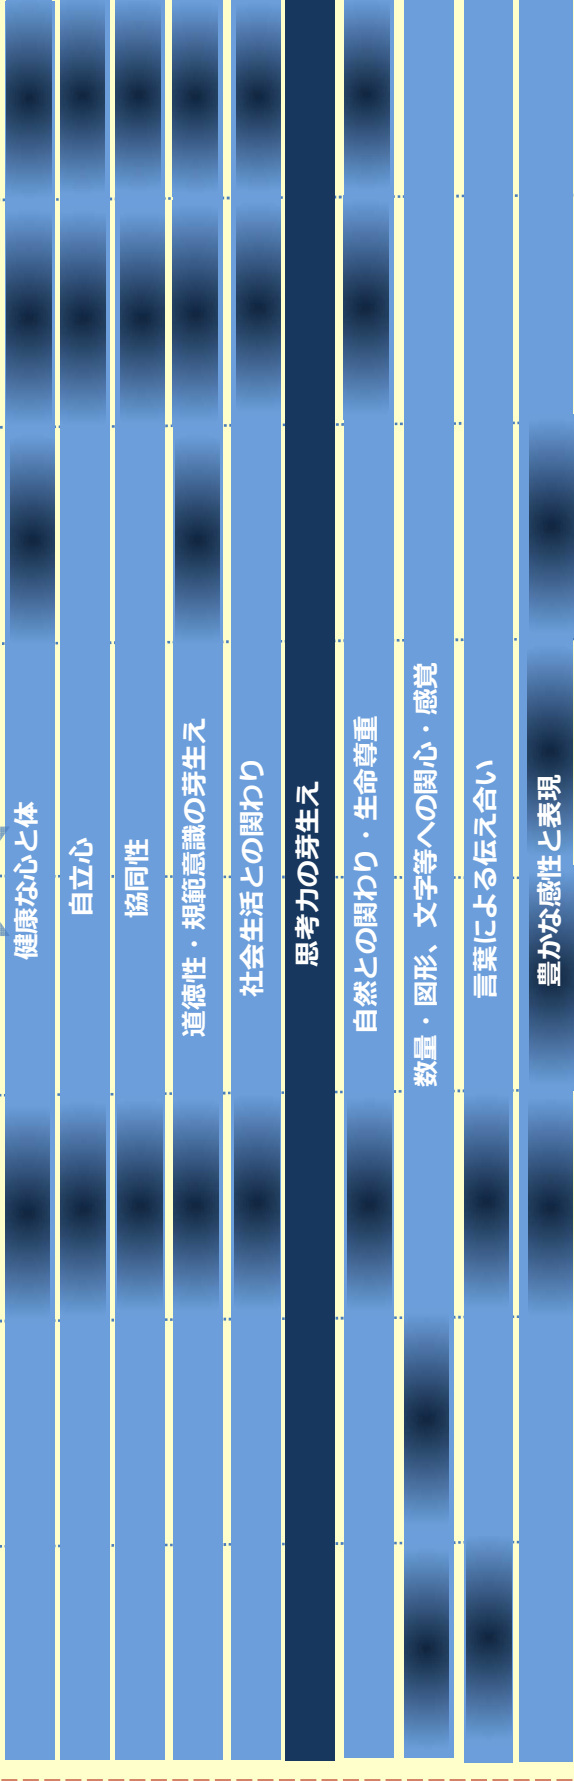 健康な心と体
自立心
協同性
道徳性・規範意識の芽生え
社会生活との関わり
思考力の芽生え
自然との関わり・生命尊重
数量・図形、文字等への関心・感覚
言葉による伝え合い
豊かな感性と表現